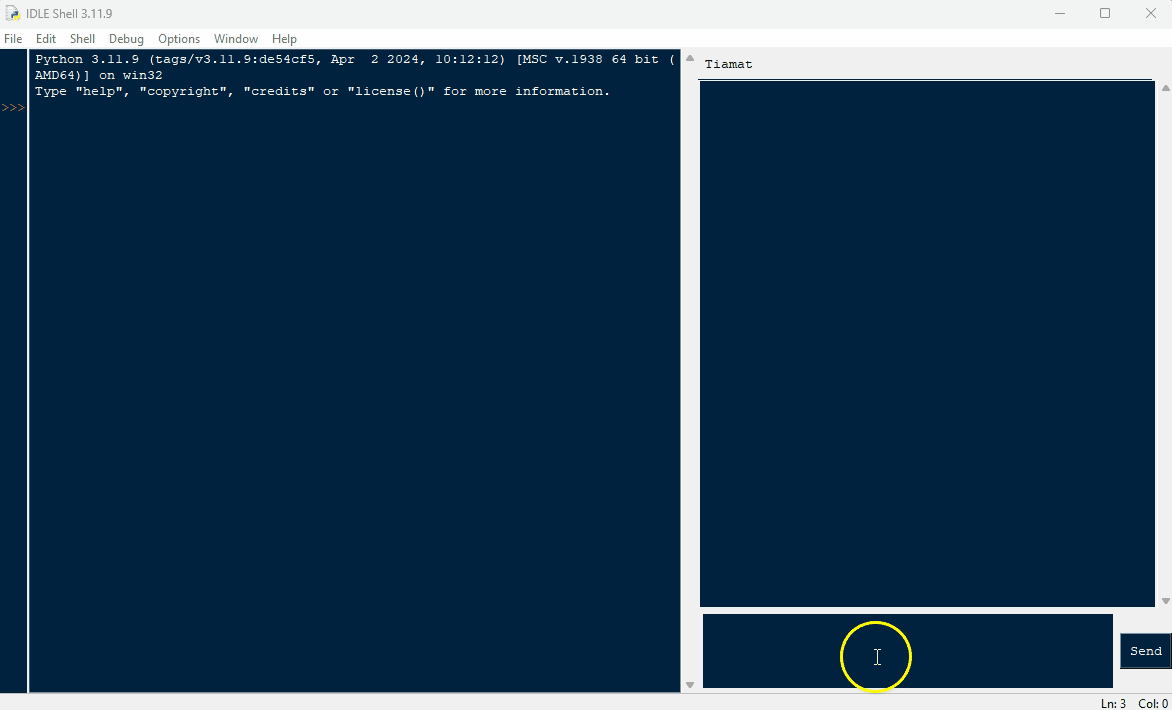 IDLE Shell 3.11.9
File Edit Shell Debug Options Window Help
Python 3.11.9 (tags/v3.11.9:de54cf5, Apr  2 2024, 10:12:12) [MSC v.1938 64 bit (
AMD64)] on win32
Type "help", "copyright", "credits" or "license()" for more information.
>>>
Tiamat
Send
Ln: 3 Col: 0